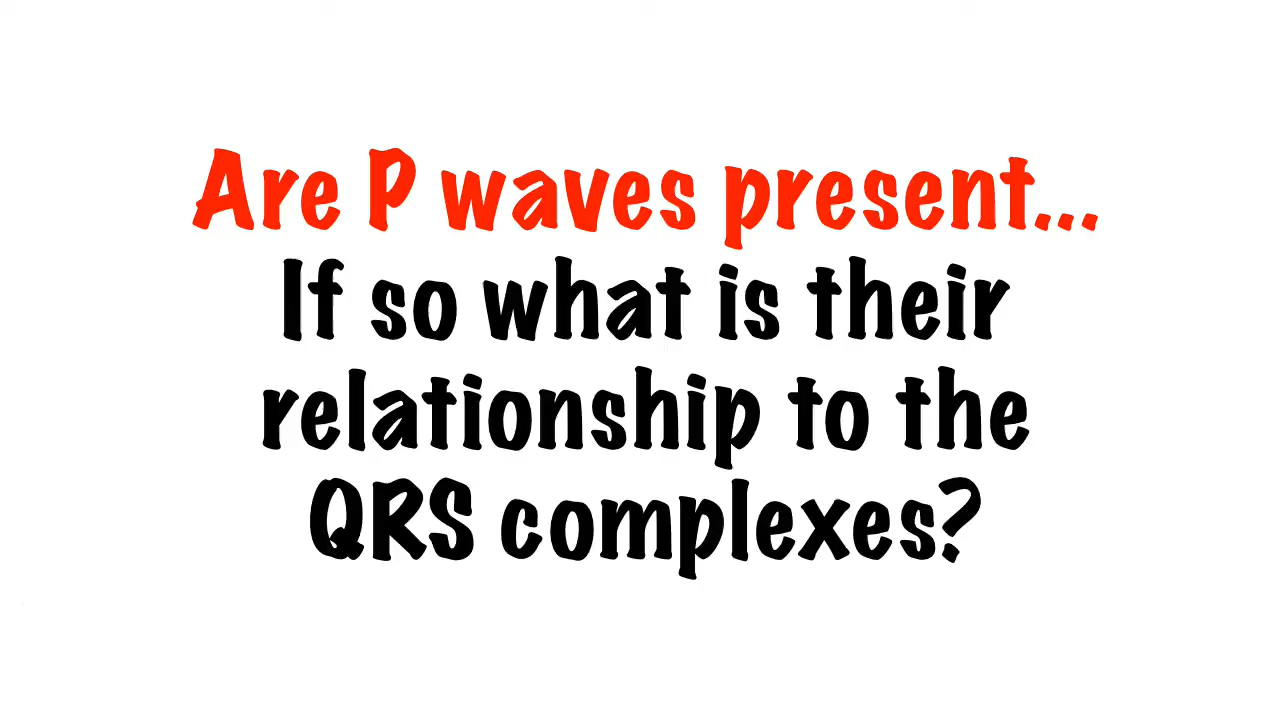 Are P waves present...
If so what is their
relationship to the
QRS complexes?